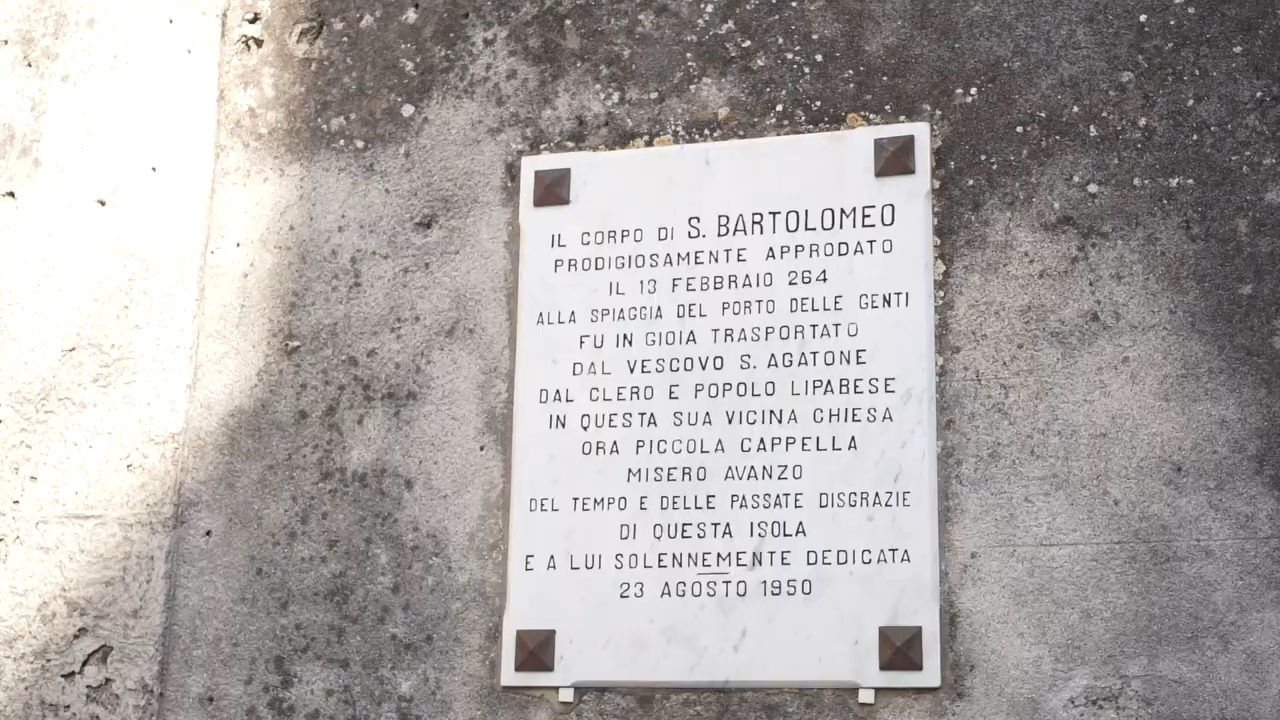 IL CORPO DI S. BARTOLOMEO
PRODIGIOSAMENTE APPRODATO
IL 13 FEBBRAIO 264
ALLA SPIAGGIA DEL PORTO DELLE GENTI
FU IN GIOIA TRASPORTATO
DAL VESCOVO S. AGATONE
DAL CLERO E POPOLO LIPARESE
IN QUESTA SUA VICINA CHIESA
ORA PICCOLA CAPPELLA
MISERO AVANZO
DEL TEMPO E DELLE PASSATE DISGRAZIE
DI QUESTA ISOLA
E A LUI SOLENNEMENTE DEDICATA
23 AGOSTO 1950